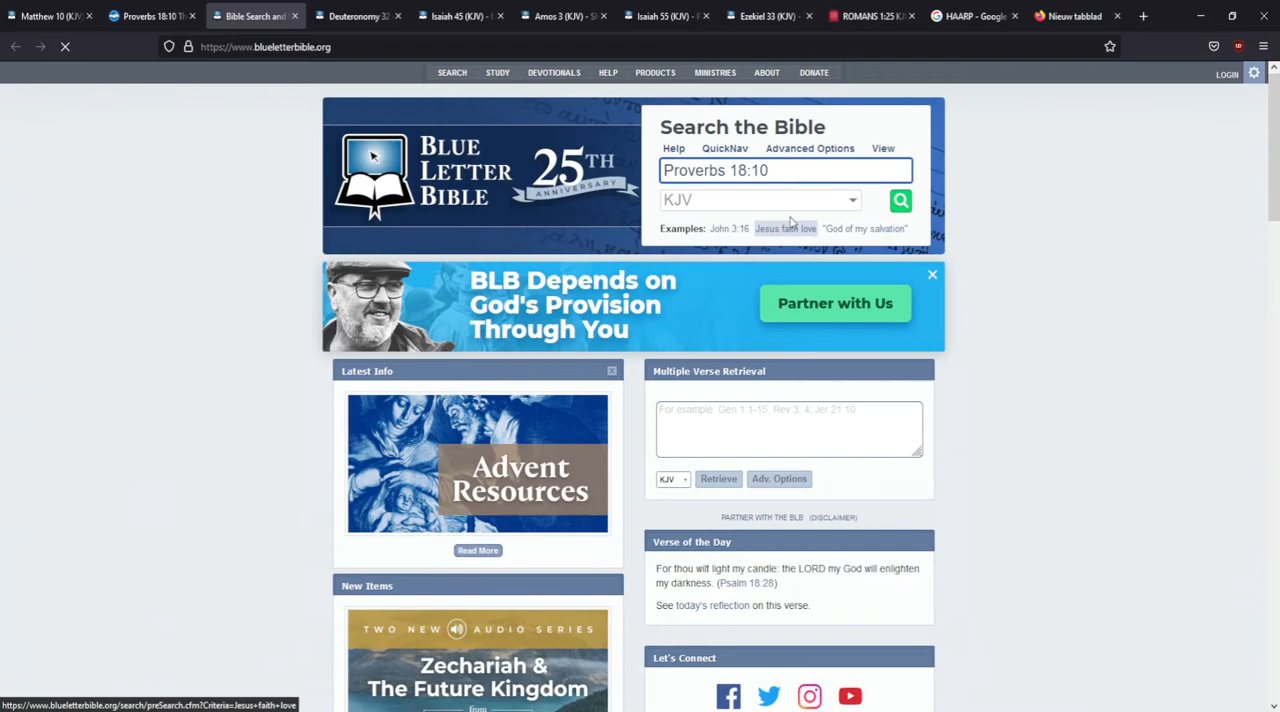 Matthew 10 (KJV)
Proverbs 18:10 Th
Bible Search and
Deuteronomy 32
Isaiah 45 (KJV) -
Amos 3 (KJV) - S
Isaiah 55 (KJV) -
Ezekiel 33 (KJV) -
ROMANS 1:25 KJ
HAARP - Google
Nieuw tabblad
https://www.blueletterbible.org
SEARCH STUDY DEVOTIONALS HELP PRODUCTS MINISTRIES ABOUT DONATE
LOGIN
BLUE
LETTER
BIBLE
25TH
ANNIVERSARY
Search the Bible
Help QuickNav Advanced Options View
Proverbs 18:10
KJV
Examples: John 3:16 Jesus faith love "God of my salvation"
BLB Depends on
God's Provision
Through You
Partner with Us
Latest Info
Advent
Resources
Read More
New Items
TWO NEW AUDIO SERIES
Zechariah &
The Future Kingdom
from
Multiple Verse Retrieval
For example: Gen 1:1-15; Rev 3; 4; Jer 21 10
KJV Retrieve Adv. Options
PARTNER WITH THE BLB (DISCLAIMER)
Verse of the Day
For thou wilt light my candle: the LORD my God will enlighten
my darkness. (Psalm 18:28)
See today's reflection on this verse.
Let's Connect
https://www.blueletterbible.org/search/preSearch.cfm?Criteria=Jesus+faith+love